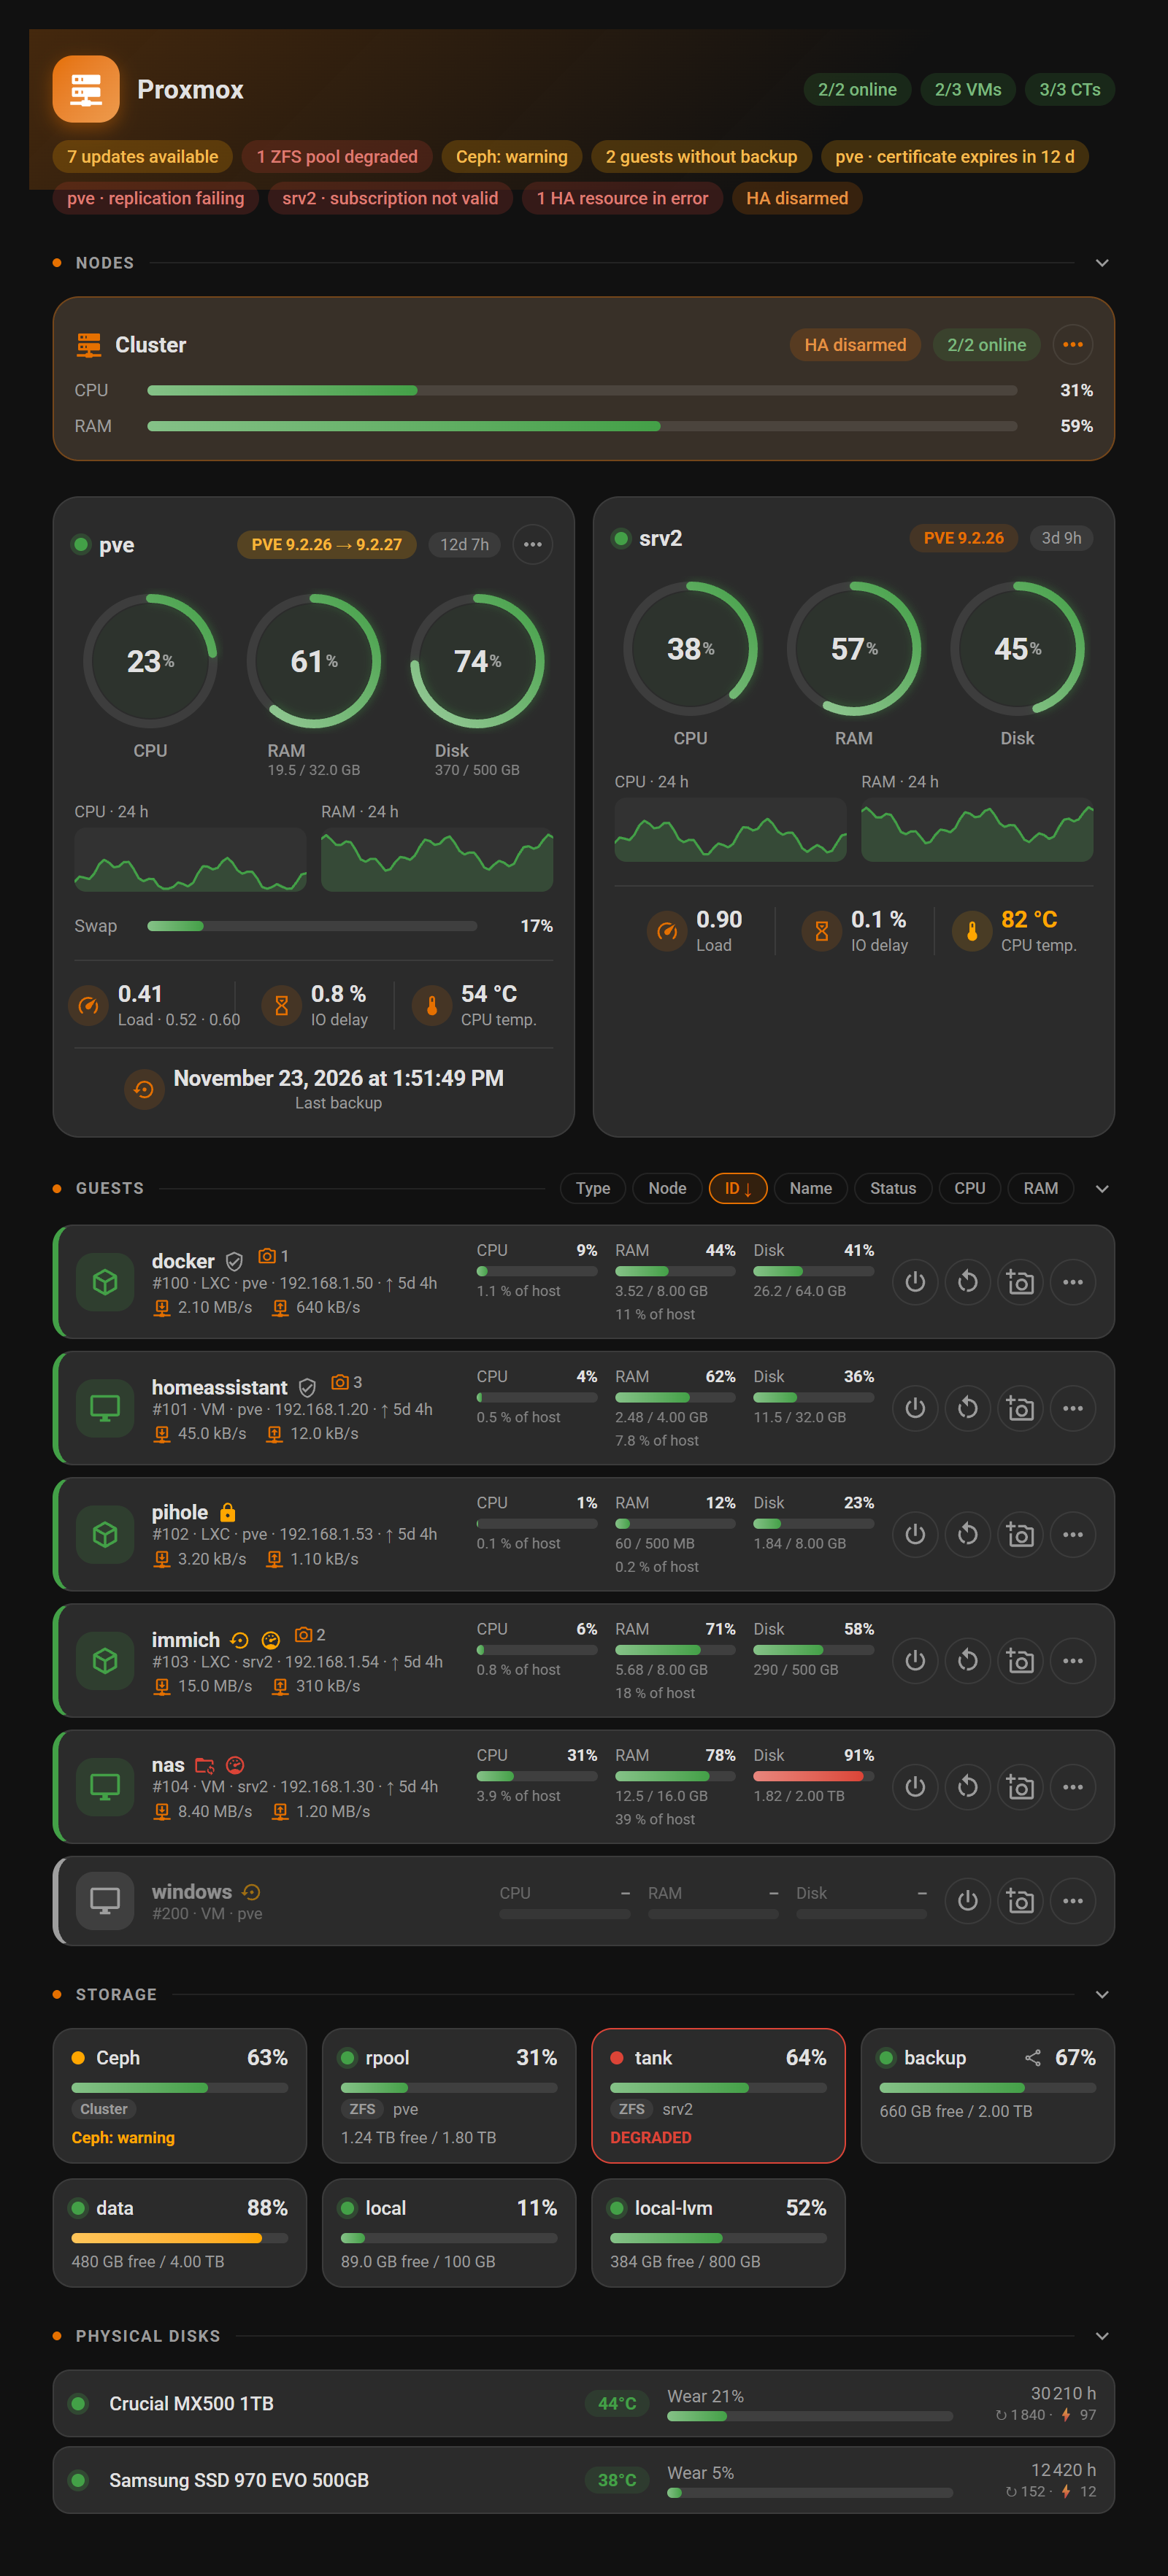 Proxmox 2/2 online 2/3 VMs 3/3 CTs
7 updates available 1 ZFS pool degraded Ceph: warning 2 guests without backup pve · certificate expires in 12 d
pve · replication failing srv2 · subscription not valid 1 HA resource in error HA disarmed
NODES
Cluster HA disarmed 2/2 online
CPU 31%
RAM 59%
pve PVE 9.2.26 → 9.2.27 12d 7h
23% 61% 74%
CPU RAM Disk
19.5 / 32.0 GB 370 / 500 GB
CPU · 24 h RAM · 24 h
Swap 17%
0.41 0.8 % 54 °C
Load · 0.52 · 0.60 IO delay CPU temp.
November 23, 2026 at 1:51:49 PM
Last backup
srv2 PVE 9.2.26 3d 9h
38% 57% 45%
CPU RAM Disk
CPU · 24 h RAM · 24 h
0.90 0.1 % 82 °C
Load IO delay CPU temp.
GUESTS Type Node ID ↓ Name Status CPU RAM
docker 1 CPU 9% RAM 44% Disk 41%
#100 · LXC · pve · 192.168.1.50 · ↑ 5d 4h 1.1 % of host 3.52 / 8.00 GB 26.2 / 64.0 GB
2.10 MB/s 640 kB/s 11 % of host
homeassistant 3 CPU 4% RAM 62% Disk 36%
#101 · VM · pve · 192.168.1.20 · ↑ 5d 4h 0.5 % of host 2.48 / 4.00 GB 11.5 / 32.0 GB
45.0 kB/s 12.0 kB/s 7.8 % of host
pihole CPU 1% RAM 12% Disk 23%
#102 · LXC · pve · 192.168.1.53 · ↑ 5d 4h 0.1 % of host 60 / 500 MB 1.84 / 8.00 GB
3.20 kB/s 1.10 kB/s 0.2 % of host
immich 2 CPU 6% RAM 71% Disk 58%
#103 · LXC · srv2 · 192.168.1.54 · ↑ 5d 4h 0.8 % of host 5.68 / 8.00 GB 290 / 500 GB
15.0 MB/s 310 kB/s 18 % of host
nas CPU 31% RAM 78% Disk 91%
#104 · VM · srv2 · 192.168.1.30 · ↑ 5d 4h 3.9 % of host 12.5 / 16.0 GB 1.82 / 2.00 TB
8.40 MB/s 1.20 MB/s 39 % of host
windows CPU – RAM – Disk –
#200 · VM · pve
STORAGE
Ceph 63% rpool 31% tank 64% backup 67%
Cluster ZFS pve ZFS srv2 660 GB free / 2.00 TB
Ceph: warning 1.24 TB free / 1.80 TB DEGRADED
data 88% local 11% local-lvm 52%
480 GB free / 4.00 TB 89.0 GB free / 100 GB 384 GB free / 800 GB
PHYSICAL DISKS
Crucial MX500 1TB 44°C Wear 21% 30 210 h
↻ 1 840 · ⚡ 97
Samsung SSD 970 EVO 500GB 38°C Wear 5% 12 420 h
↻ 152 · ⚡ 12